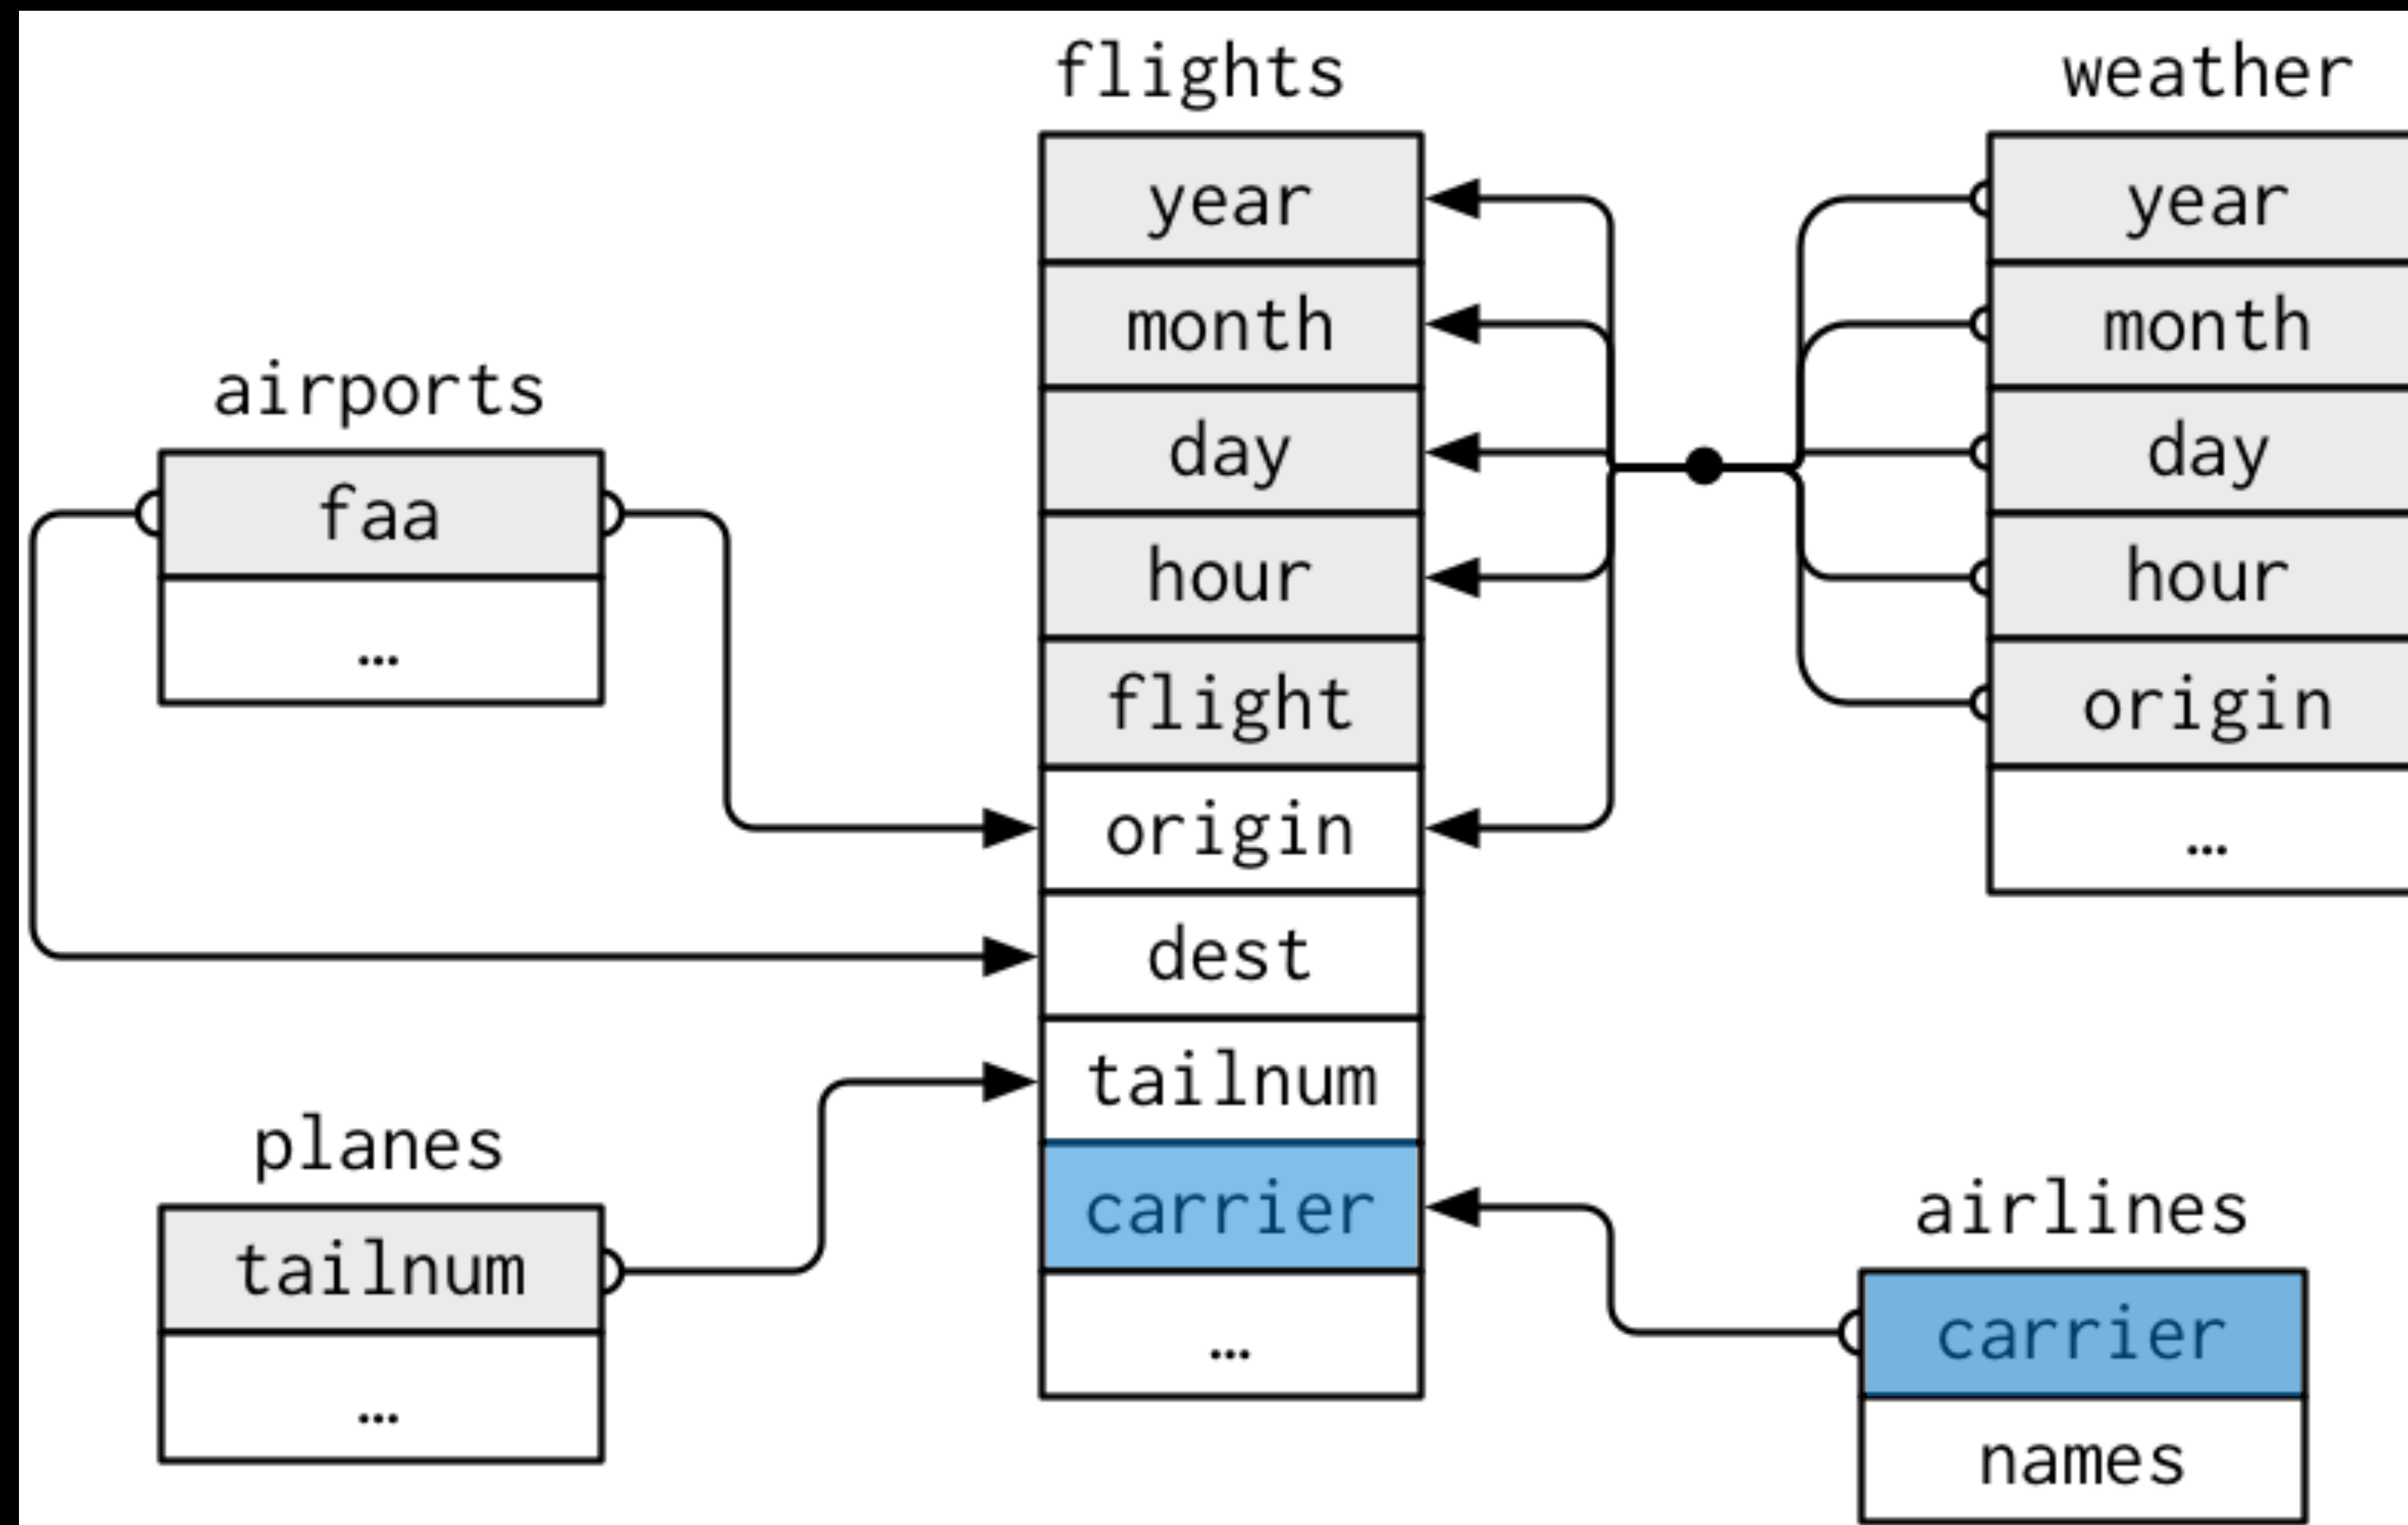 flights
year
month
day
hour
flight
origin
dest
tailnum
carrier
…
weather
year
month
day
hour
origin
…
airports
faa
…
planes
tailnum
…
airlines
carrier
names